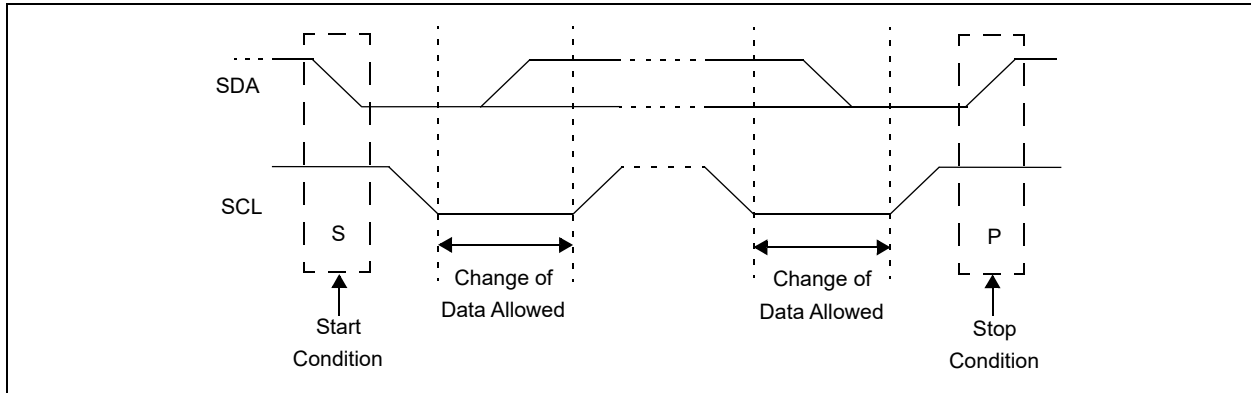 SDA
SCL
S
P
Change of
Data Allowed
Change of
Data Allowed
Start
Condition
Stop
Condition